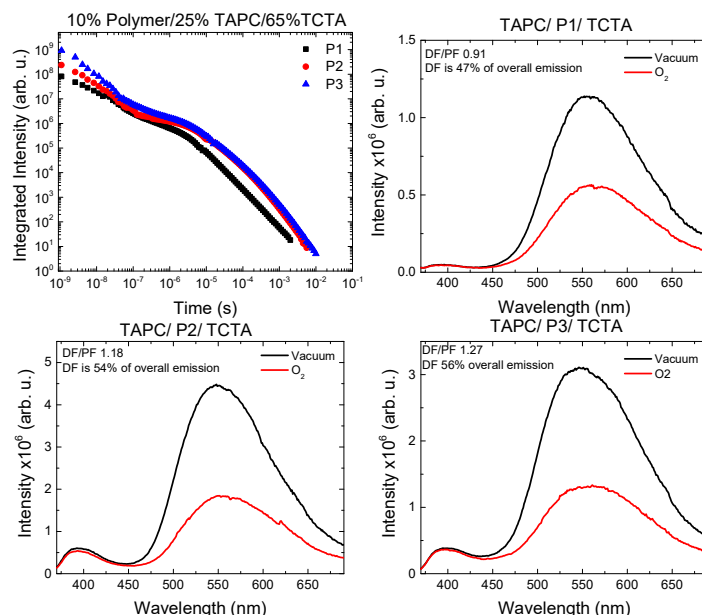 10% Polymer/25% TAPC/65%TCTA
P1
P2
P3
Integrated Intensity (arb. u.)
10⁹
10⁸
10⁷
10⁶
10⁵
10⁴
10³
10²
10¹
10⁰
10⁻⁹ 10⁻⁸ 10⁻⁷ 10⁻⁶ 10⁻⁵ 10⁻⁴ 10⁻³ 10⁻² 10⁻¹
Time (s)
TAPC/ P1/ TCTA
DF/PF 0.91
DF is 47% of overall emission
Vacuum
O₂
Intensity x10⁶ (arb. u.)
1.5
1.0
0.5
0.0
400 450 500 550 600 650
Wavelength (nm)
TAPC/ P2/ TCTA
DF/PF 1.18
DF is 54% of overall emission
Vacuum
O₂
Intensity x10⁶ (arb. u.)
5
4
3
2
1
0
400 450 500 550 600 650
Wavelength (nm)
TAPC/ P3/ TCTA
DF/PF 1.27
DF 56% overall emission
Vacuum
O2
Intensity x10⁶ (arb. u.)
3
2
1
0
400 450 500 550 600 650
Wavelength (nm)